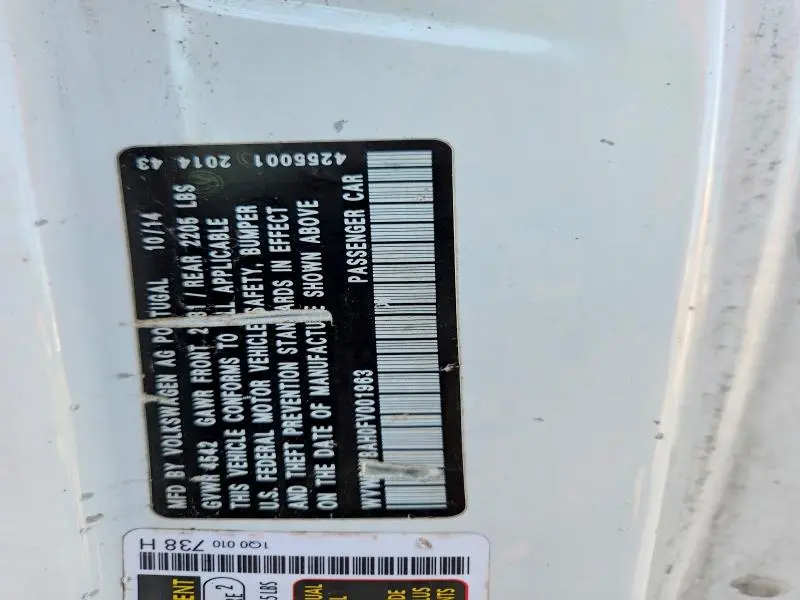 MFD BY VOLKSWAGEN AG PORTUGAL 10/14 2014 43
GVWR 4542 GAWR FRONT / REAR 2205 LBS 4255001
THIS VEHICLE CONFORMS TO ALL APPLICABLE
U.S. FEDERAL MOTOR VEHICLE SAFETY, BUMPER
AND THEFT PREVENTION STANDARDS IN EFFECT
ON THE DATE OF MANUFACTURE SHOWN ABOVE
PASSENGER CAR
8AHDFV001963
1Q0 010 738 H